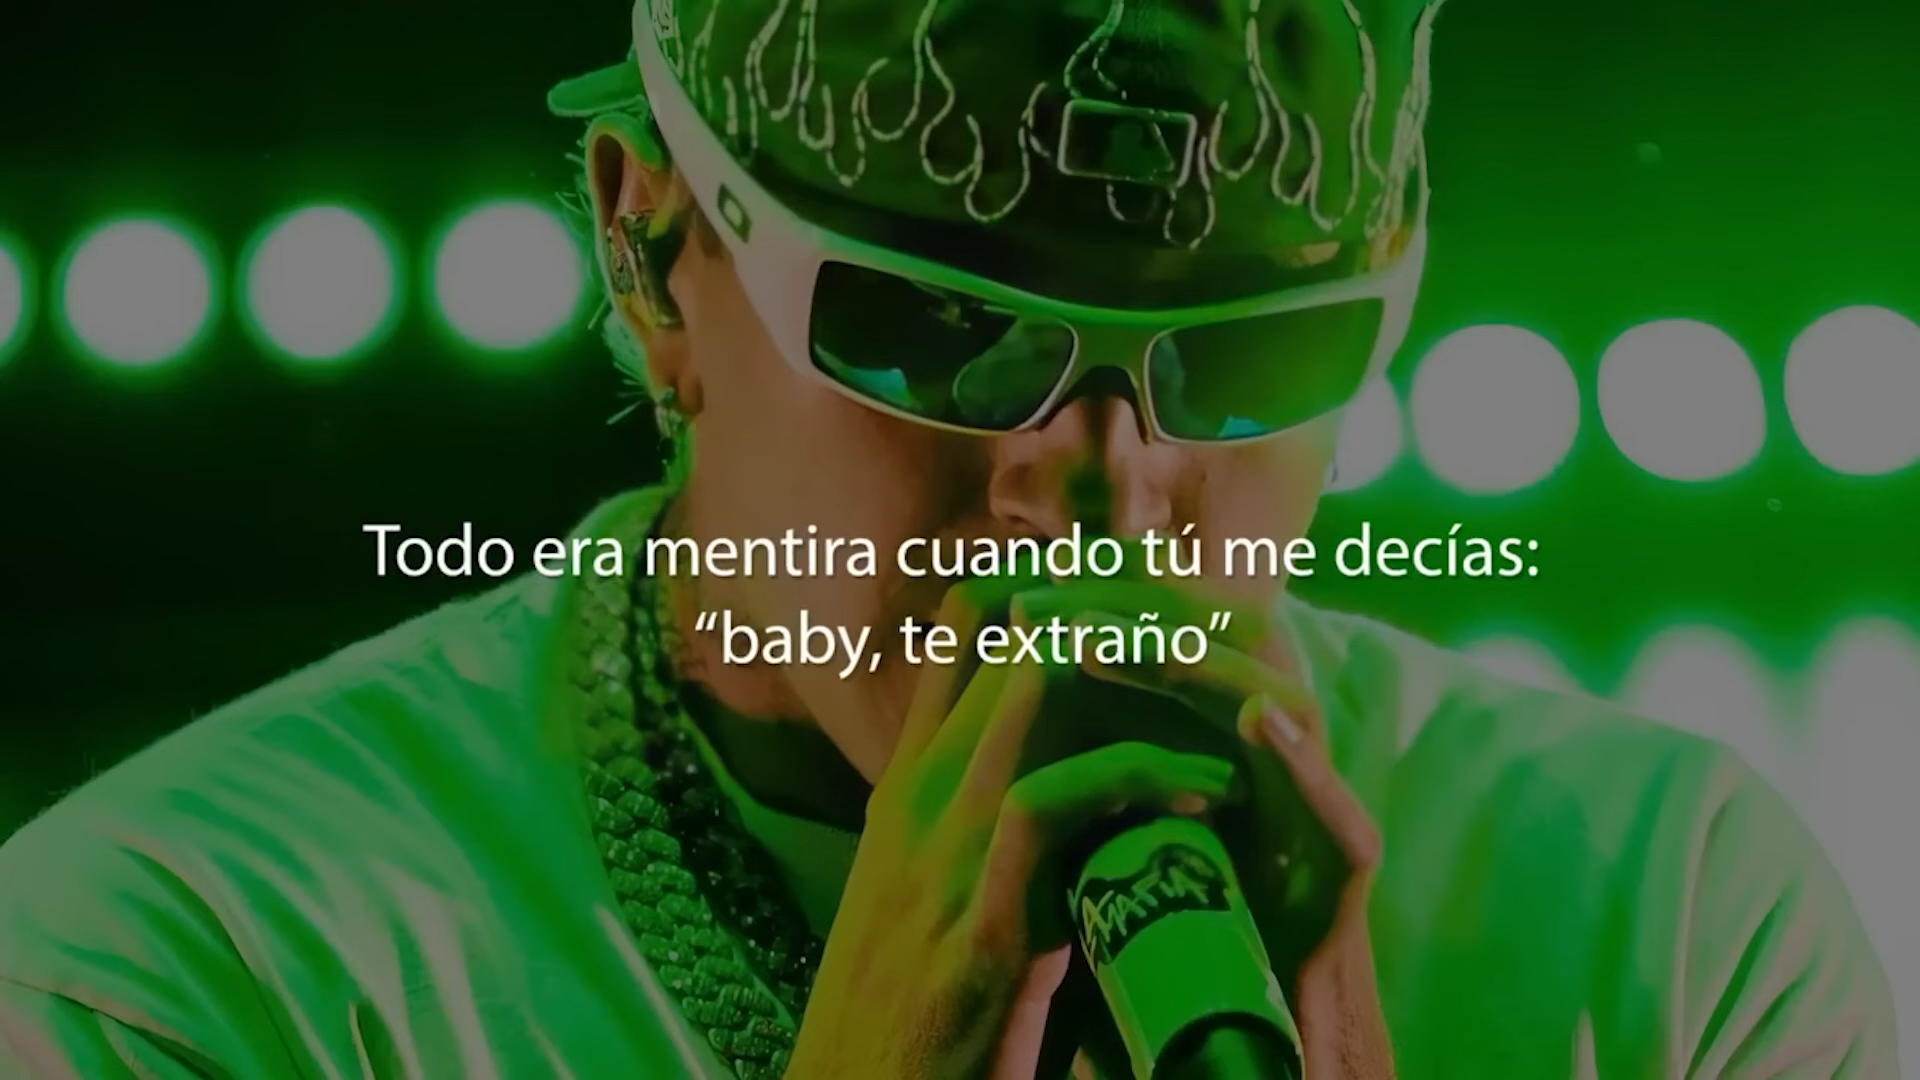 Todo era mentira cuando tú me decías:
“baby, te extraño”